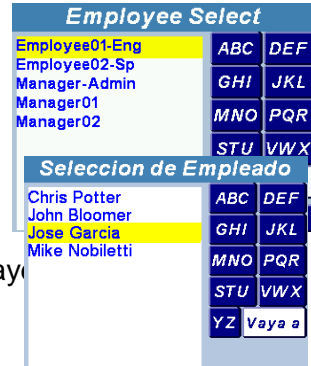 Employee Select
Employee01-Eng
Employee02-Sp
Manager-Admin
Manager01
Manager02
ABC DEF
GHI JKL
MNO PQR
STU VWX
Seleccion de Empleado
Chris Potter
John Bloomer
Jose Garcia
Mike Nobiletti
ABC DEF
GHI JKL
MNO PQR
STU VWX
YZ Vaya a